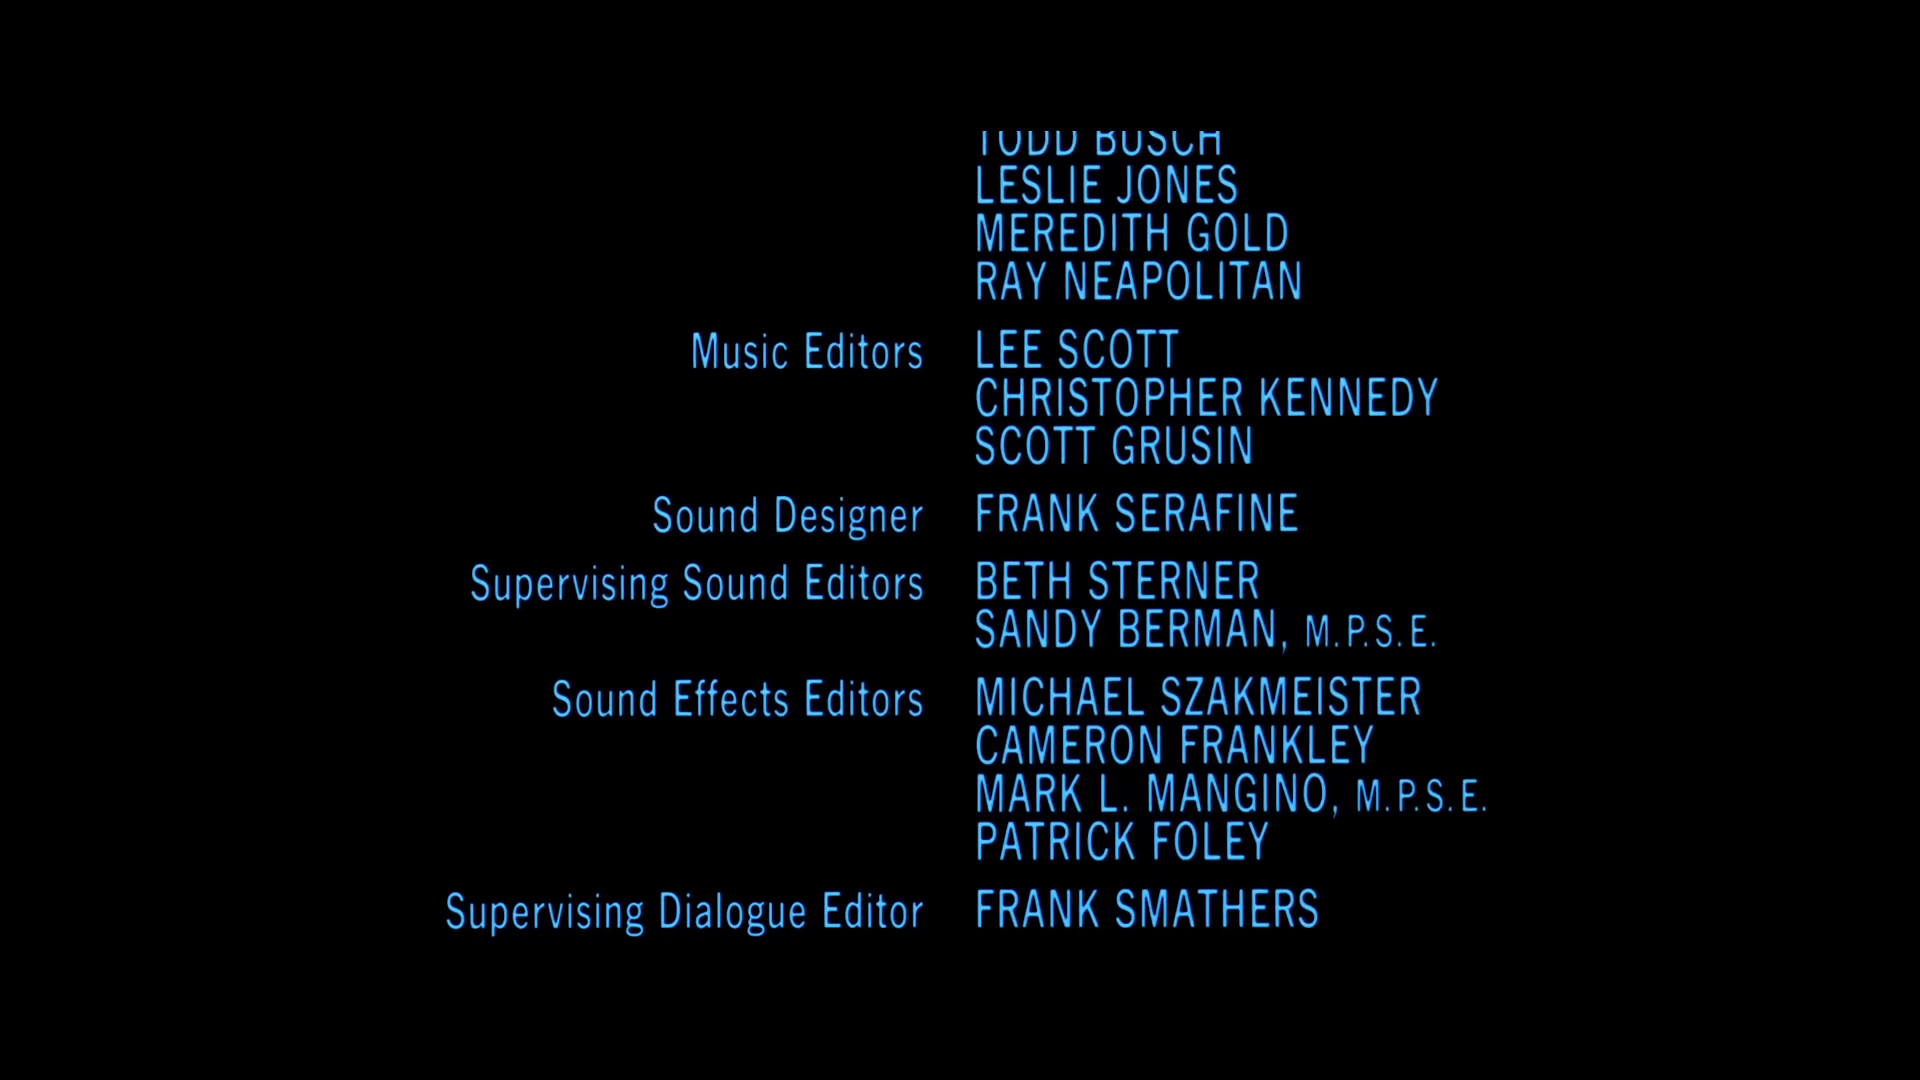 TODD BUSCH
LESLIE JONES
MEREDITH GOLD
RAY NEAPOLITAN
Music Editors LEE SCOTT
CHRISTOPHER KENNEDY
SCOTT GRUSIN
Sound Designer FRANK SERAFINE
Supervising Sound Editors BETH STERNER
SANDY BERMAN, M.P.S.E.
Sound Effects Editors MICHAEL SZAKMEISTER
CAMERON FRANKLEY
MARK L. MANGINO, M.P.S.E.
PATRICK FOLEY
Supervising Dialogue Editor FRANK SMATHERS